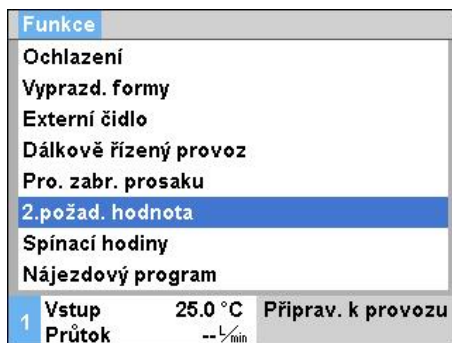 Funkce
Ochlazení
Vyprazd. formy
Externí čidlo
Dálkově řízený provoz
Pro. zabr. prosaku
2.požad. hodnota
Spínací hodiny
Nájezdový program
1 Vstup 25.0 °C Připrav. k provozu
Průtok -- L/min